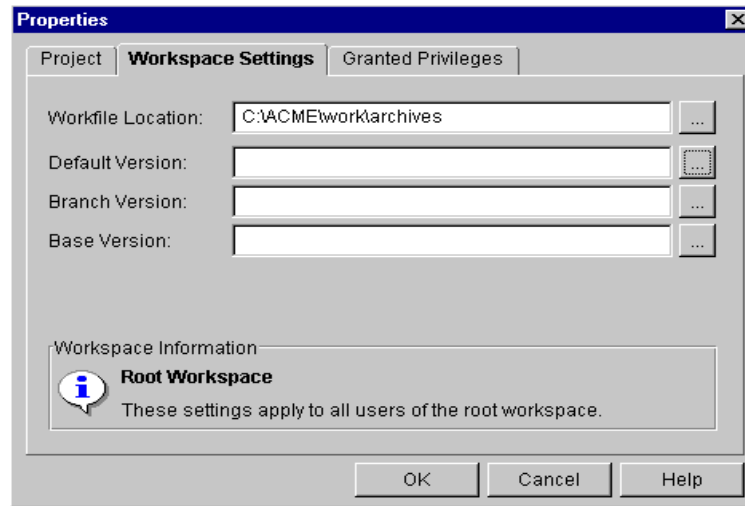 Properties
Project Workspace Settings Granted Privileges
Workfile Location: C:\ACME\work\archives ...
Default Version: ...
Branch Version: ...
Base Version: ...
Workspace Information
Root Workspace
These settings apply to all users of the root workspace.
OK Cancel Help